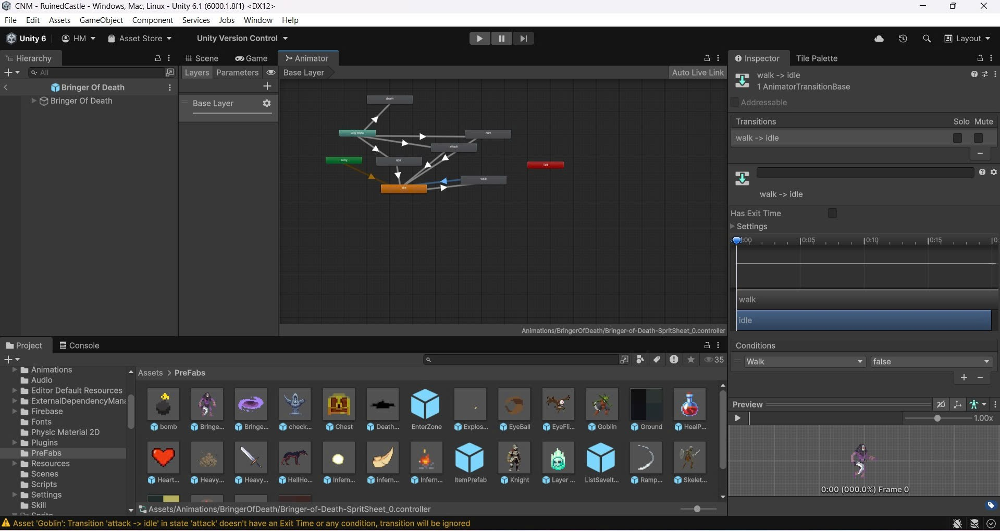 CNM - RuinedCastle - Windows, Mac, Linux - Unity 6.1 (6000.1.8f1) <DX12>
File Edit Assets GameObject Component Services Jobs Window Help
Unity 6 HM Asset Store Unity Version Control Layout
Hierarchy
All
Bringer Of Death
Bringer Of Death
Scene Game Animator
Layers Parameters Base Layer Auto Live Link
Base Layer
death
Any State
hurt
attack
Entry
spell
Exit
walk
idle
Animations/BringerOfDeath/Bringer-of-Death-SpritSheet_0.controller
Inspector Tile Palette
walk -> idle
1 AnimatorTransitionBase
Addressable
Transitions Solo Mute
walk -> idle
walk -> idle
Has Exit Time
Settings
:00 0:05 0:10 0:15 0:
walk
idle
Conditions
Walk false
Preview
1.00x
0:00 (000.0%) Frame 0
Project Console
35
Animations
Audio
Editor Default Resources
ExternalDependencyMana
Firebase
Fonts
Physic Material 2D
Plugins
PreFabs
Resources
Scenes
Scripts
Settings
Skill
Assets > PreFabs
bomb Bringe... Bringe... check... Chest Death... EnterZone Explos... EyeBall EyeFli... Goblin Ground HealP...
Heart... Heavy... Heavy... HellHo... Infern... infern... Infern... ItemPrefab Knight Layer ... ListSaveIt... Ramp... Skelet...
Assets/Animations/BringerOfDeath/Bringer-of-Death-SpritSheet_0.controller
Asset 'Goblin': Transition 'attack -> idle' in state 'attack' doesn't have an Exit Time or any condition, transition will be ignored